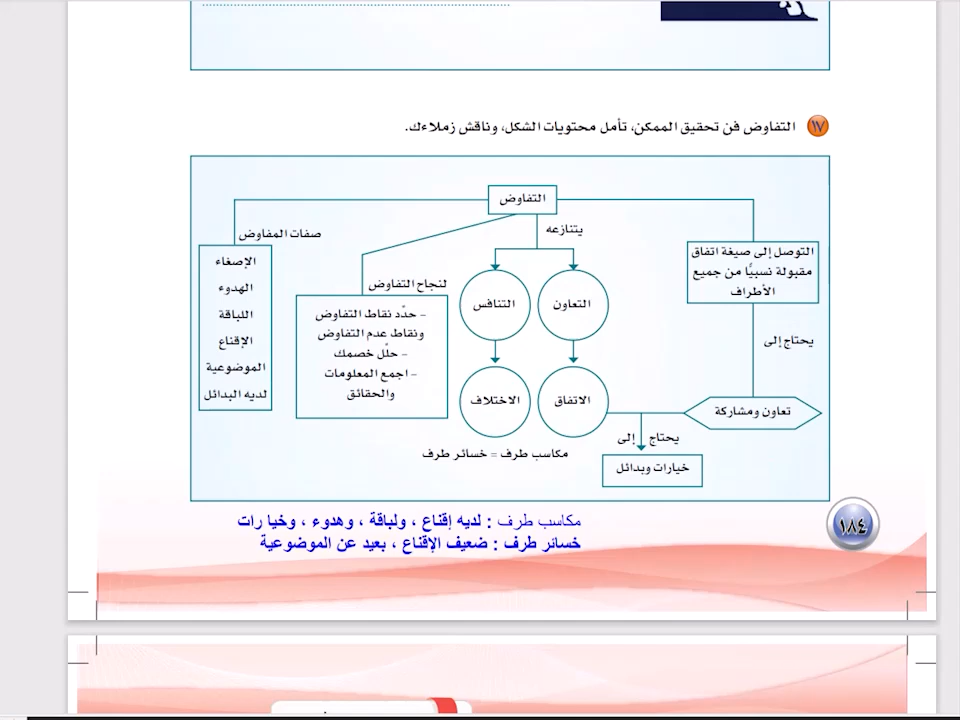 ١٧ التفاوض فن تحقيق الممكن، تأمل محتويات الشكل، وناقش زملاءك.
التفاوض
يتنازعه
التوصل إلى صيغة اتفاق
مقبولة نسبيًّا من جميع
الأطراف
يحتاج إلى
تعاون ومشاركة
التعاون
التنافس
الاتفاق
الاختلاف
يحتاج إلى
خيارات وبدائل
مكاسب طرف = خسائر طرف
لنجاح التفاوض
- حدّد نقاط التفاوض
ونقاط عدم التفاوض
- حلّل خصمك
- اجمع المعلومات
والحقائق
صفات المفاوض
الإصغاء
الهدوء
اللباقة
الإقناع
الموضوعية
لديه البدائل
مكاسب طرف : لديه إقناع ، ولباقة ، وهدوء ، وخيا رات
خسائر طرف : ضعيف الإقناع ، بعيد عن الموضوعية
١٨٤